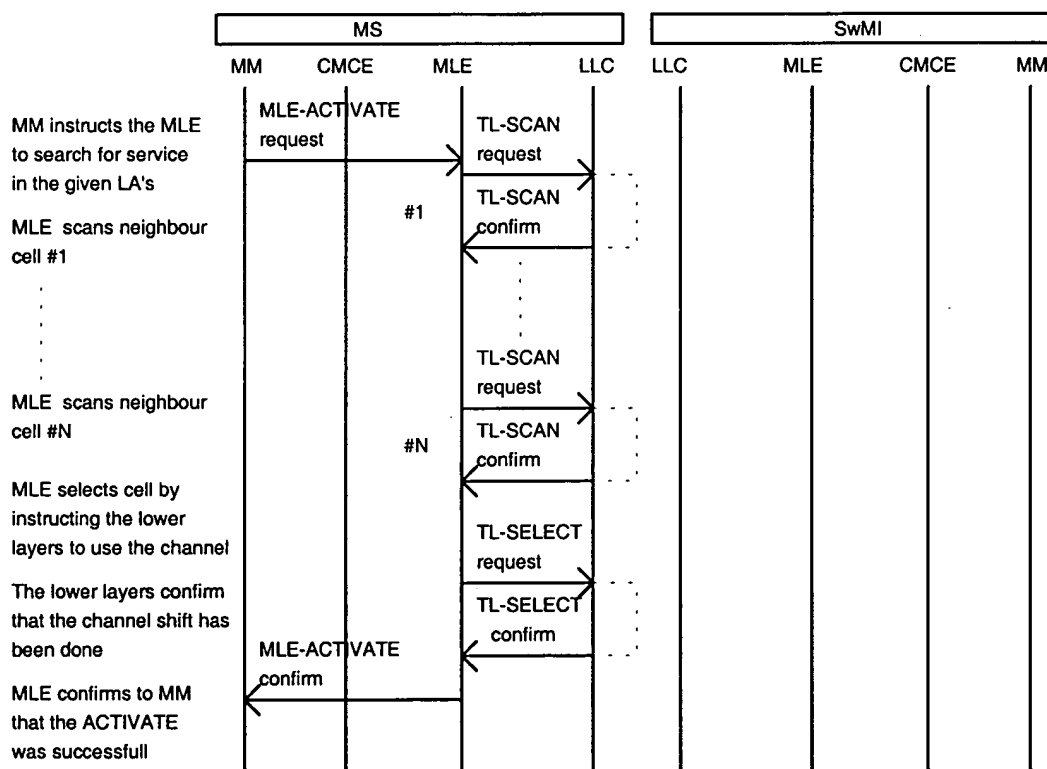 MS
SwMI
MM
CMCE
MLE
LLC
LLC
MLE
CMCE
MM
MM instructs the MLE
to search for service
in the given LA's
MLE-ACTIVATE
request
TL-SCAN
request
#1
TL-SCAN
confirm
MLE scans neighbour
cell #1
TL-SCAN
request
MLE scans neighbour
cell #N
#N
TL-SCAN
confirm
MLE selects cell by
instructing the lower
layers to use the channel
TL-SELECT
request
The lower layers confirm
that the channel shift has
been done
TL-SELECT
confirm
MLE-ACTIVATE
confirm
MLE confirms to MM
that the ACTIVATE
was successfull